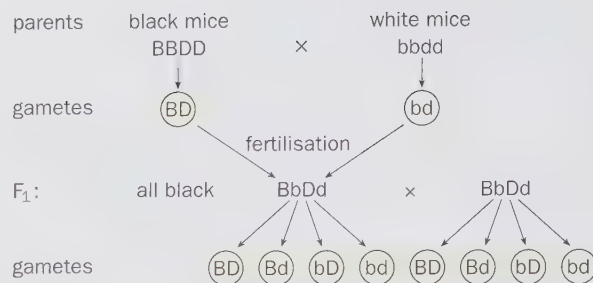 parents black mice white mice
BBDD × bbdd
gametes BD bd
fertilisation
F₁: all black BbDd × BbDd
gametes BD Bd bD bd BD Bd bD bd